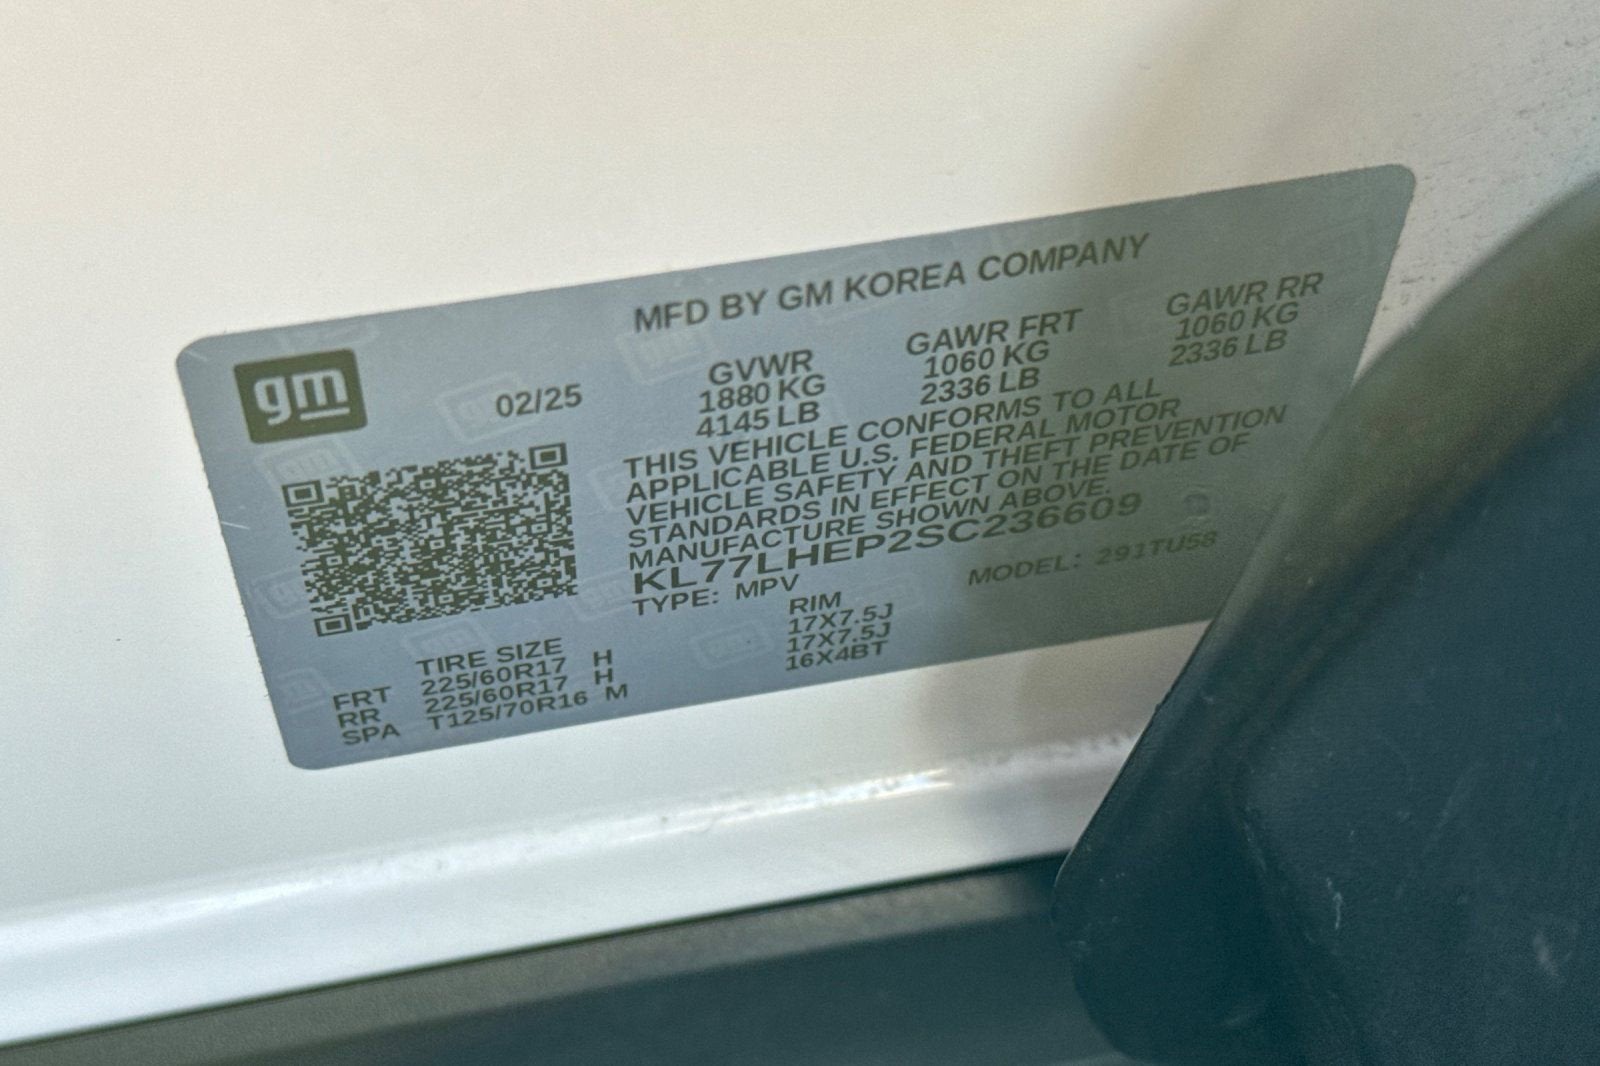 MFD BY GM KOREA COMPANY
gm
02/25
GVWR GAWR FRT GAWR RR
1880 KG 1060 KG 1060 KG
4145 LB 2336 LB 2336 LB
THIS VEHICLE CONFORMS TO ALL
APPLICABLE U.S. FEDERAL MOTOR
VEHICLE SAFETY AND THEFT PREVENTION
STANDARDS IN EFFECT ON THE DATE OF
MANUFACTURE SHOWN ABOVE.
KL77LHEP2SC236609
TYPE: MPV MODEL: 291TU58
TIRE SIZE RIM
FRT 225/60R17 H 17X7.5J
RR 225/60R17 H 17X7.5J
SPA T125/70R16 M 16X4BT